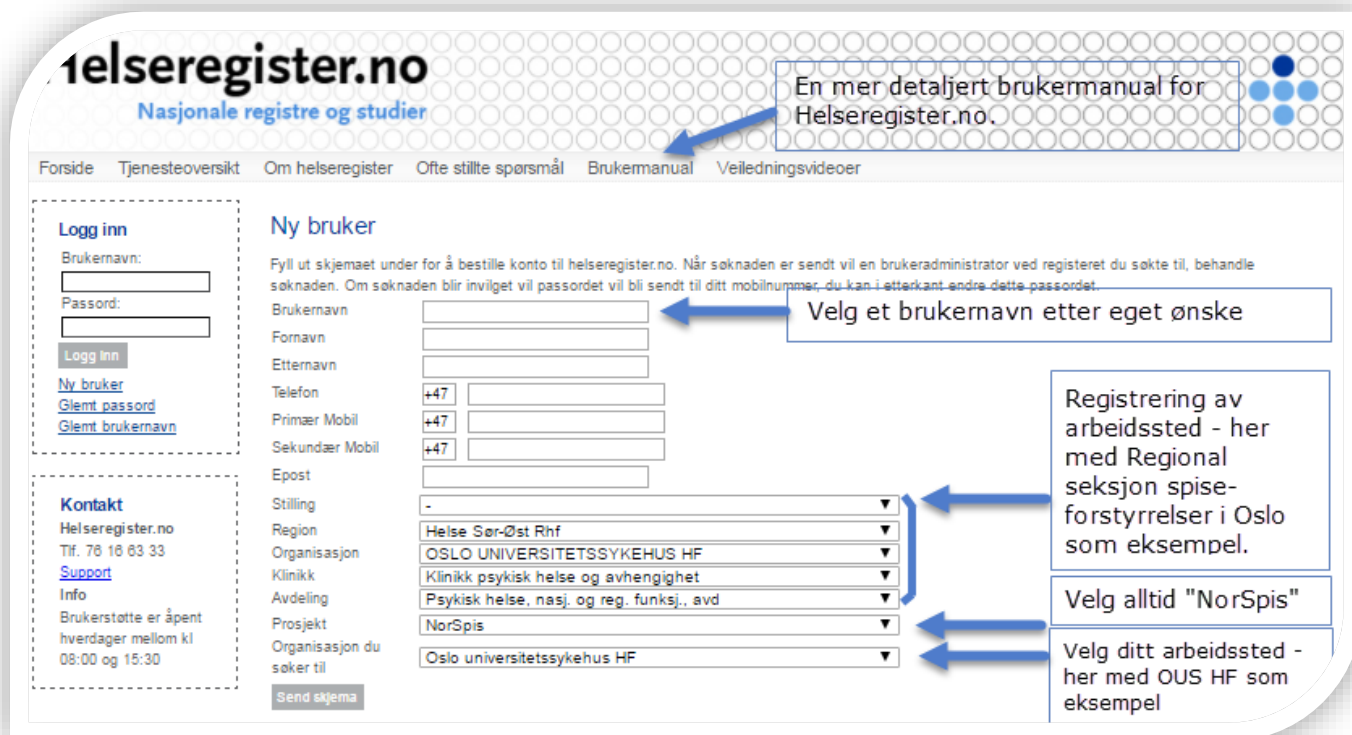 Helseregister.no
Nasjonale registre og studier
En mer detaljert brukermanual for
Helseregister.no.
Forside Tjenesteoversikt Om helseregister Ofte stillte spørsmål Brukermanual Veiledningsvideoer
Logg inn
Brukernavn:
Passord:
Logg Inn
Ny bruker
Glemt passord
Glemt brukernavn
Kontakt
Helseregister.no
Tlf. 76 16 63 33
Support
Info
Brukerstøtte er åpent
hverdager mellom kl
08:00 og 15:30
Ny bruker
Fyll ut skjemaet under for å bestille konto til helseregister.no. Når søknaden er sendt vil en brukeradministrator ved registeret du søkte til, behandle
søknaden. Om søknaden blir invilget vil passordet vil bli sendt til ditt mobilnummer, du kan i etterkant endre dette passordet.
Brukernavn
Velg et brukernavn etter eget ønske
Fornavn
Etternavn
Telefon +47
Primær Mobil +47
Sekundær Mobil +47
Epost
Stilling -
Region Helse Sør-Øst Rhf
Organisasjon OSLO UNIVERSITETSSYKEHUS HF
Klinikk Klinikk psykisk helse og avhengighet
Avdeling Psykisk helse, nasj. og reg. funksj., avd
Prosjekt NorSpis
Organisasjon du
søker til Oslo universitetssykehus HF
Send skjema
Registrering av
arbeidssted - her
med Regional
seksjon spise-
forstyrrelser i Oslo
som eksempel.
Velg alltid "NorSpis"
Velg ditt arbeidssted -
her med OUS HF som
eksempel